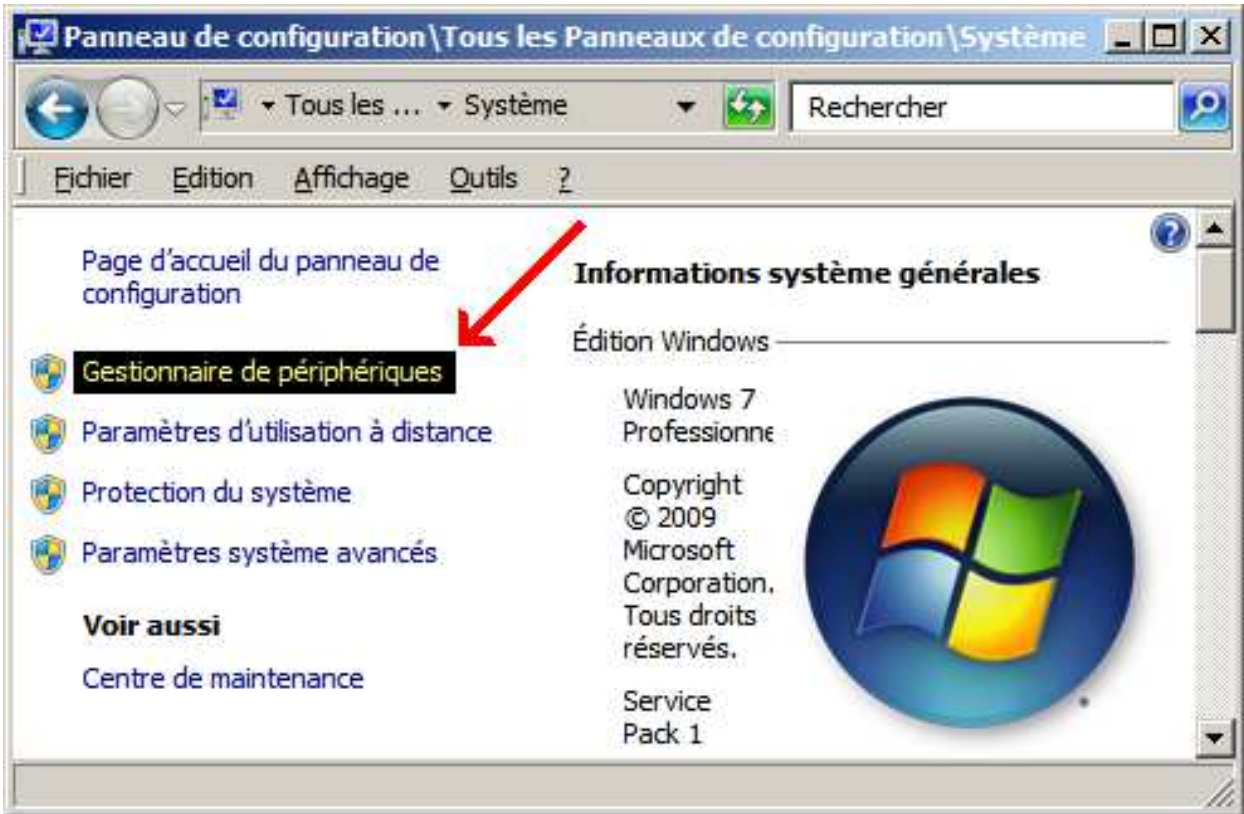 Panneau de configuration\Tous les Panneaux de configuration\Système
Tous les ... Système
Rechercher
Fichier Edition Affichage Outils ?
Page d'accueil du panneau de
configuration
Gestionnaire de périphériques
Paramètres d'utilisation à distance
Protection du système
Paramètres système avancés
Voir aussi
Centre de maintenance
Informations système générales
Édition Windows
Windows 7
Professionne
Copyright
© 2009
Microsoft
Corporation.
Tous droits
réservés.
Service
Pack 1